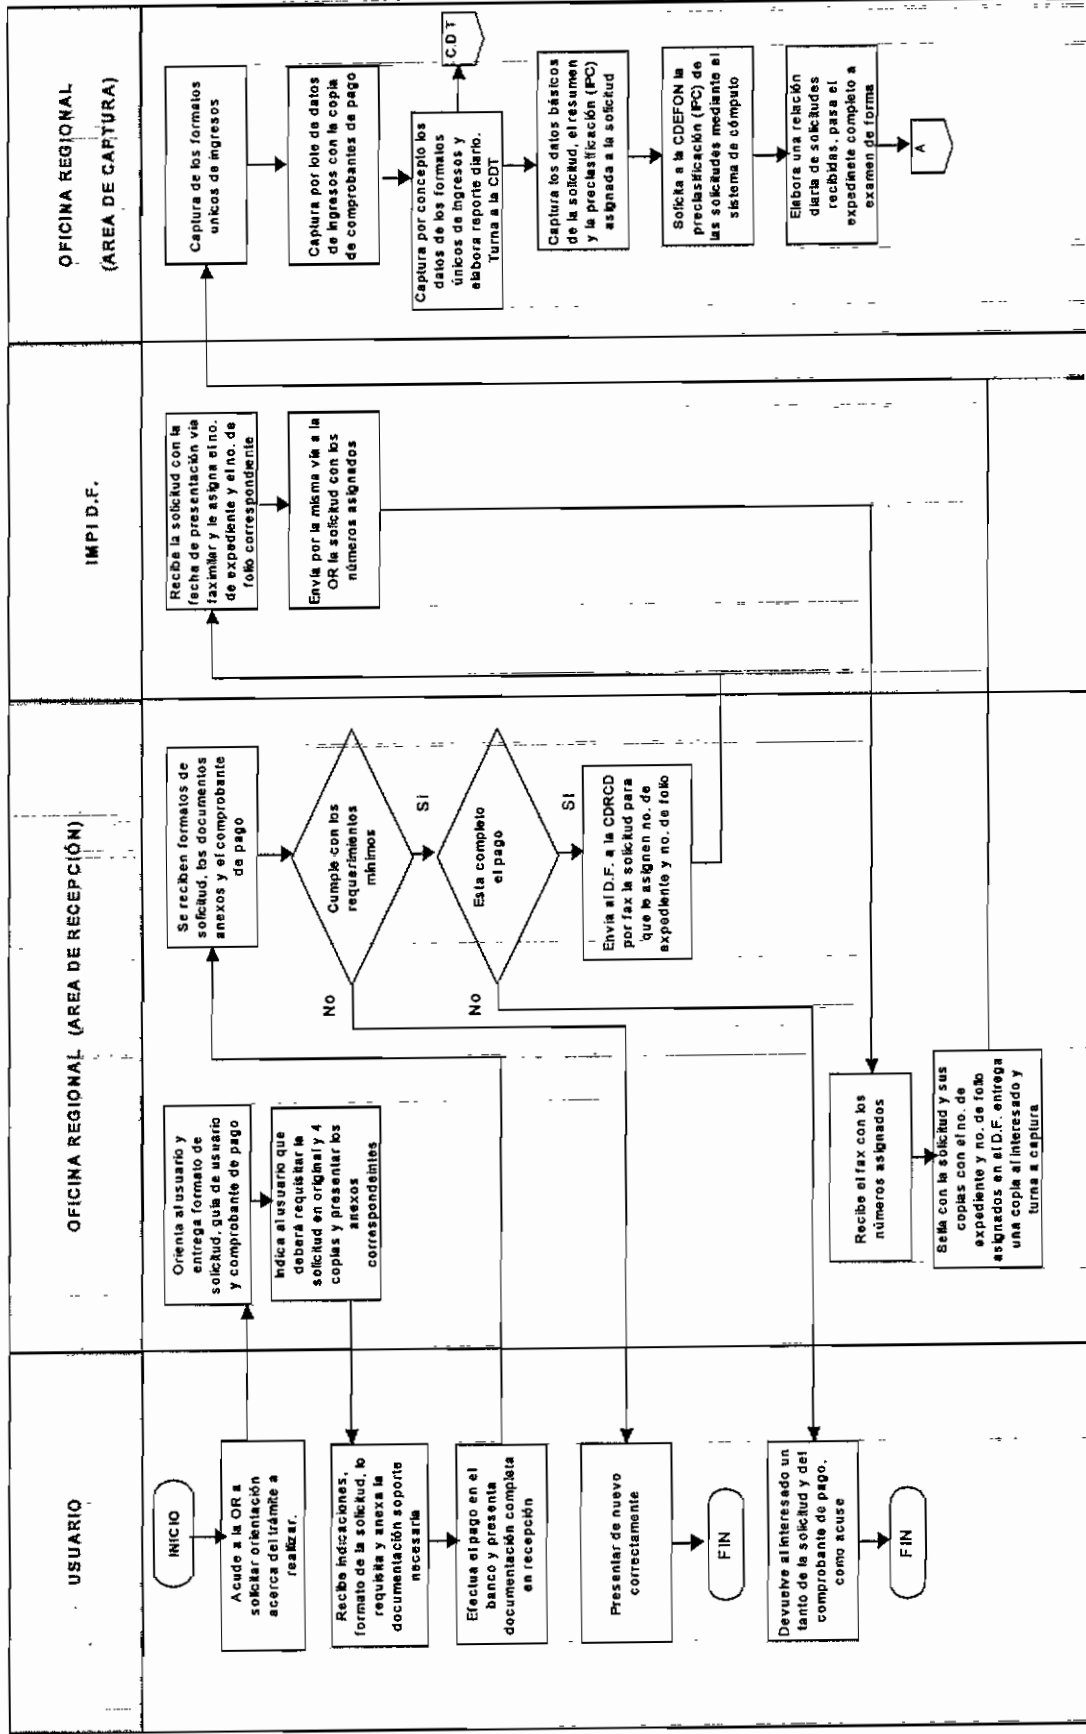 USUARIO
OFICINA REGIONAL (AREA DE RECEPCIÓN)
IMPI D.F.
OFICINA REGIONAL
(AREA DE CAPTURA)
INICIO
Acude a la OR a
solicitar orientación
acerca del trámite a
realizar.
Recibe indicaciones,
formato de la solicitud, lo
requisita y anexa la
documentación soporte
necesaria
Efectua el pago en el
banco y presenta
documentación completa
en recepción
Presentar de nuevo
correctamente
FIN
Devuelve al interesado un
tanto de la solicitud y del
comprobante de pago,
como acuse
FIN
Orienta al usuario y
entrega formato de
solicitud, guía de usuario
y comprobante de pago
Indica al usuario que
deberá requisitar la
solicitud en original y 4
copias y presentar los
anexos
correspondeintes
Se reciben formatos de
solicitud, los documentos
anexos y el comprobante
de pago
Cumple con los
requerimientos
mínimos
No
Si
Esta completo
el pago
No
SI
Envía al D.F. a la CDRCD
por fax la solicitud para
que le asignen no. de
expediente y no. de folio
Recibe el fax con los
números asignados
Sella con la solicitud y sus
copias con el no. de
expediente y no. de folio
asignados en el D.F. entrega
una copia al interesado y
turna a captura
Recibe la solicitud con la
fecha de presentación vía
faximilar y le asigna el no.
de expediente y el no. de
folio correspondiente
Envía por la misma vía a la
OR la solicitud con los
números asignados
Captura de los formatos
unicos de ingresos
Captura por lote de datos
de ingresos con la copia
de comprobantes de pago
Captura por concepto los
datos de los formatos
únicos de ingresos y
elabora reporte diario.
Turna a la CDT
C.D T
Captura los datos básicos
de la solicitud, el resumen
y la preclasificación (IPC)
asignada a la solicitud
Solicita a la CDEFON la
preclasificación (IPC) de
las solicitudes mediante el
sistema de cómputo
Elabora una relación
diaria de solicitudes
recibidas, pasa el
expedinete completo a
examen de forma
A